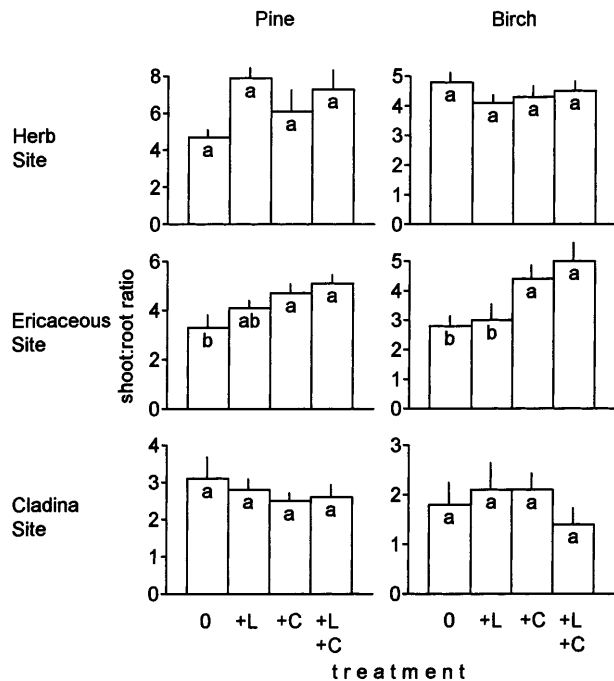 Pine Birch
Herb
Site
8
6
4
2
0
a a a a
5
4
3
2
1
0
a a a a
Ericaceous
Site
shoot:root ratio
6
4
2
0
b ab a a
5
4
3
2
1
0
b b a a
Cladina
Site
4
3
2
1
0
a a a a
3
2
1
0
a a a a
0 +L +C +L
+C
0 +L +C +L
+C
treatment